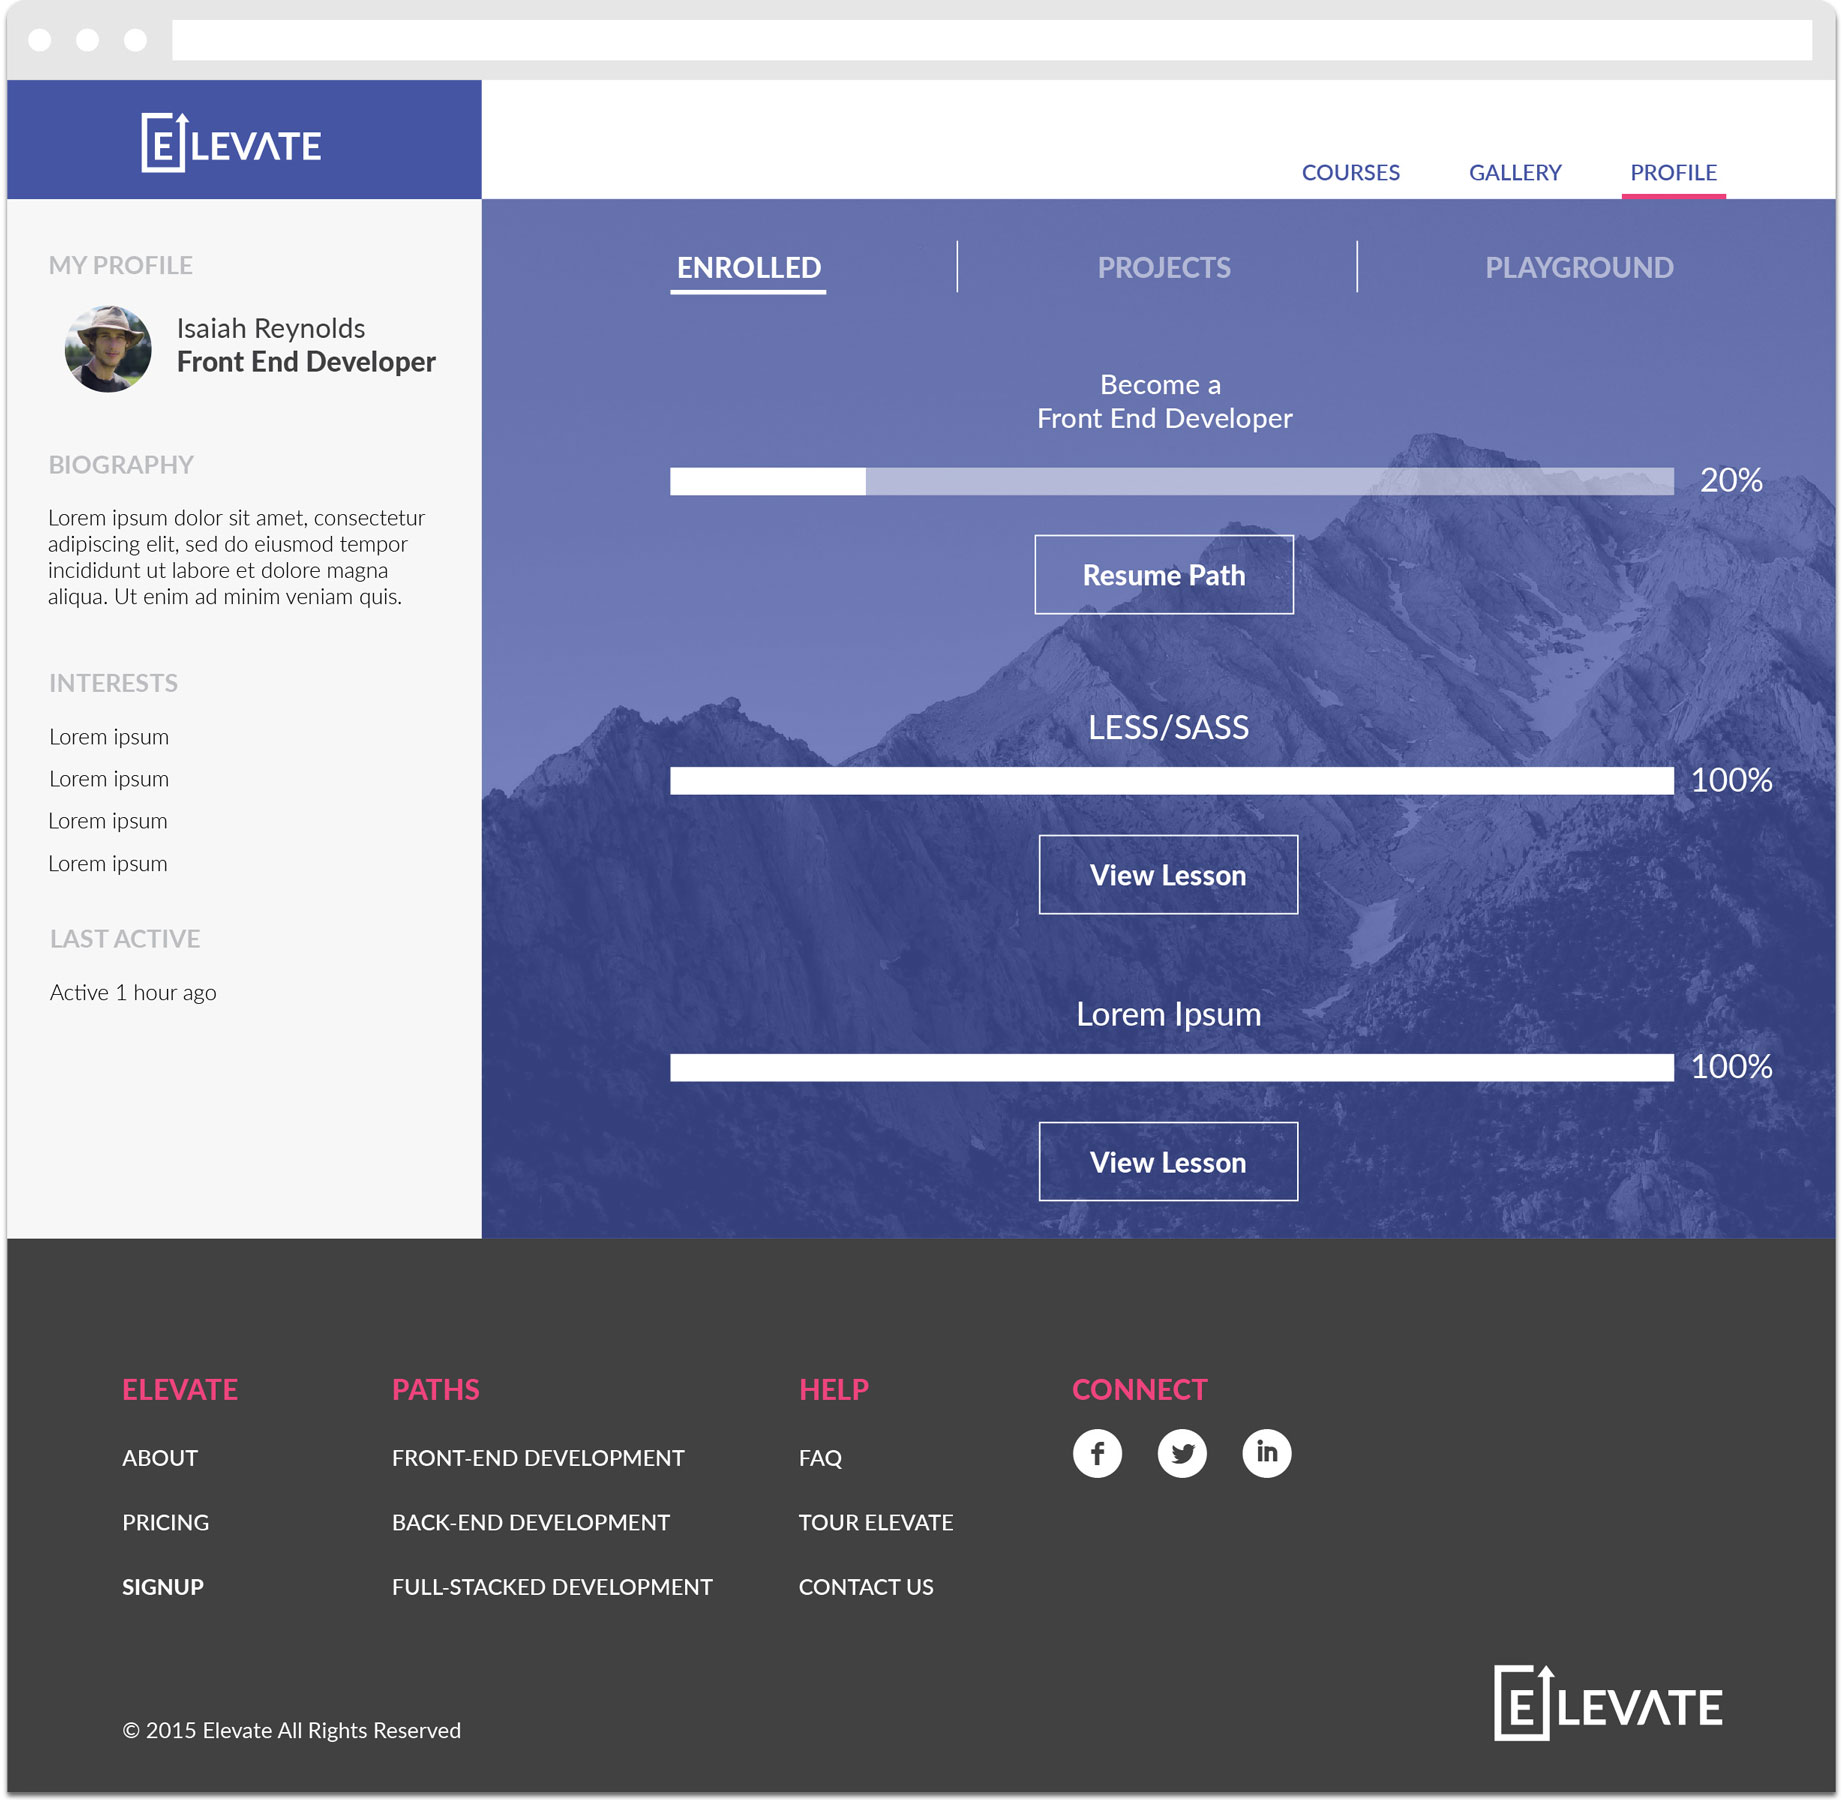 ELEVATE
COURSES
GALLERY
PROFILE
MY PROFILE
Isaiah Reynolds
Front End Developer
BIOGRAPHY
Lorem ipsum dolor sit amet, consectetur
adipiscing elit, sed do eiusmod tempor
incididunt ut labore et dolore magna
aliqua. Ut enim ad minim veniam quis.
INTERESTS
Lorem ipsum
Lorem ipsum
Lorem ipsum
Lorem ipsum
LAST ACTIVE
Active 1 hour ago
ENROLLED
PROJECTS
PLAYGROUND
Become a
Front End Developer
20%
Resume Path
LESS/SASS
100%
View Lesson
Lorem Ipsum
100%
View Lesson
ELEVATE
ABOUT
PRICING
SIGNUP
PATHS
FRONT-END DEVELOPMENT
BACK-END DEVELOPMENT
FULL-STACKED DEVELOPMENT
HELP
FAQ
TOUR ELEVATE
CONTACT US
CONNECT
f
in
© 2015 Elevate All Rights Reserved
ELEVATE